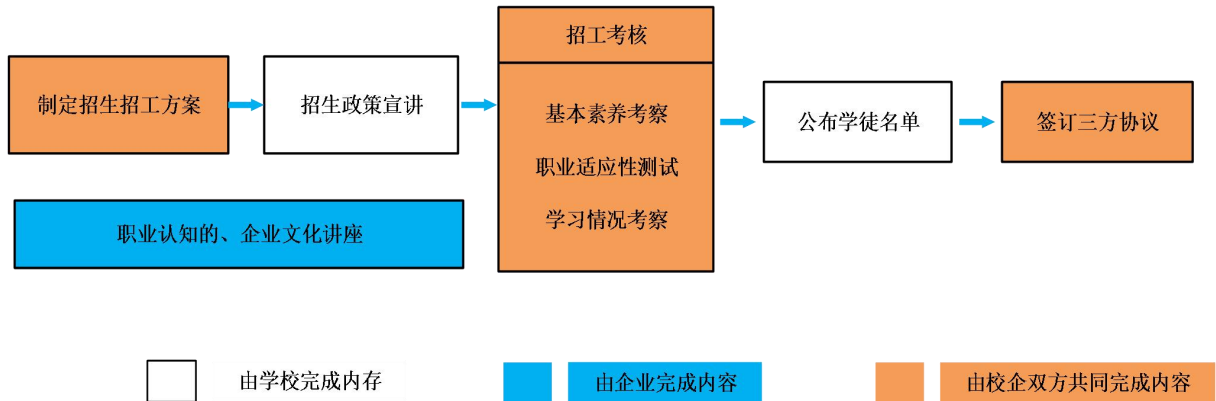 制定招生招工方案
招生政策宣讲
招工考核
基本素养考察
职业适应性测试
学习情况考察
公布学徒名单
签订三方协议
职业认知的、企业文化讲座
由学校完成内存
由企业完成内容
由校企双方共同完成内容